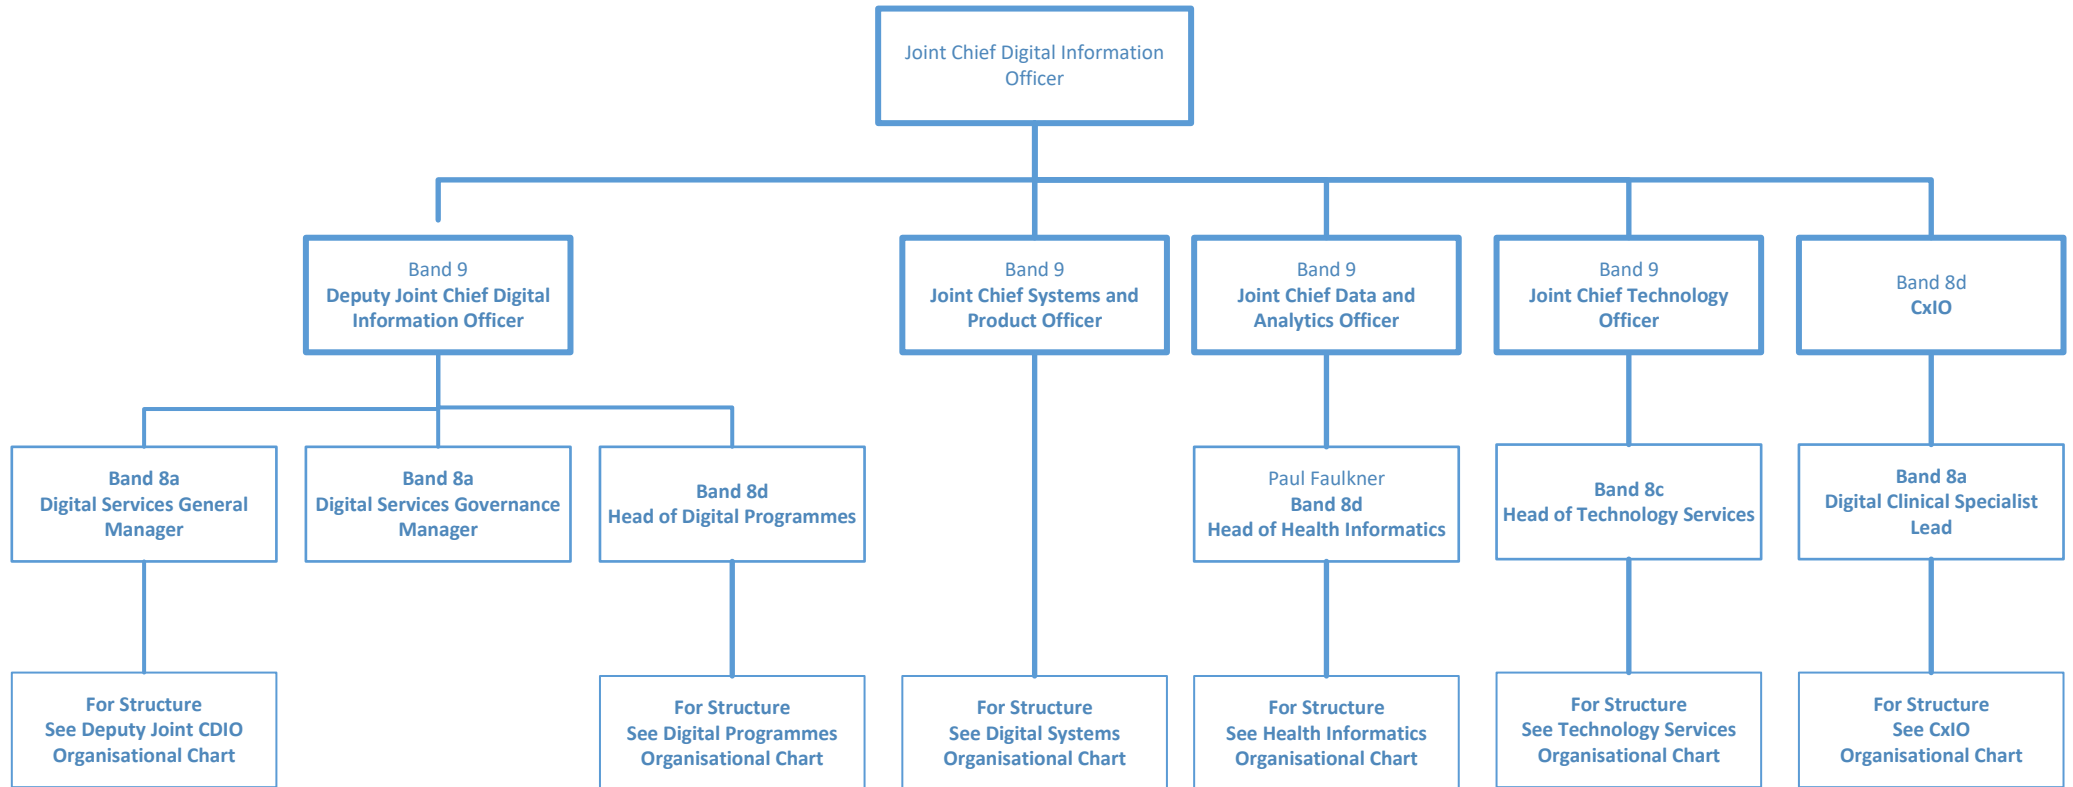 Joint Chief Digital Information
Officer
Band 9
Deputy Joint Chief Digital
Information Officer
Band 9
Joint Chief Systems and
Product Officer
Band 9
Joint Chief Data and
Analytics Officer
Band 9
Joint Chief Technology
Officer
Band 8d
CxIO
Band 8a
Digital Services General
Manager
Band 8a
Digital Services Governance
Manager
Band 8d
Head of Digital Programmes
Paul Faulkner
Band 8d
Head of Health Informatics
Band 8c
Head of Technology Services
Band 8a
Digital Clinical Specialist
Lead
For Structure
See Deputy Joint CDIO
Organisational Chart
For Structure
See Digital Programmes
Organisational Chart
For Structure
See Digital Systems
Organisational Chart
For Structure
See Health Informatics
Organisational Chart
For Structure
See Technology Services
Organisational Chart
For Structure
See CxIO
Organisational Chart